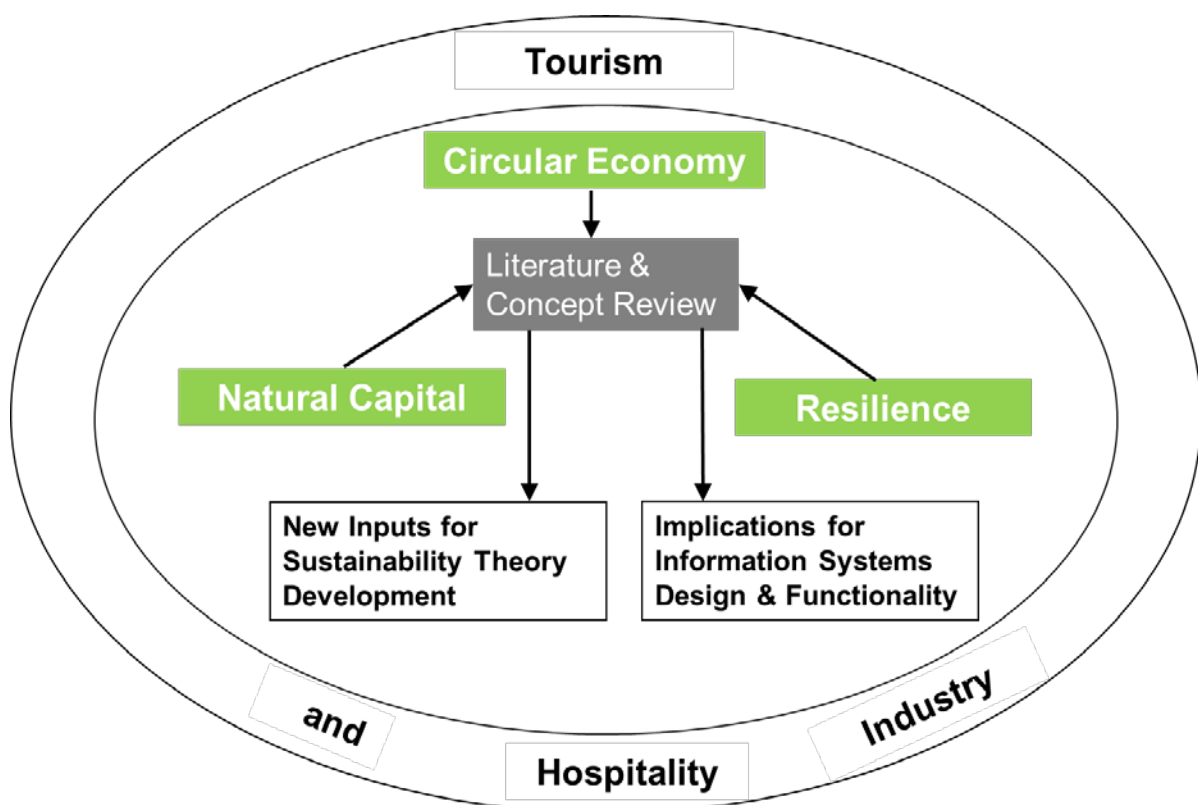 Tourism
Circular Economy
Literature &
Concept Review
Natural Capital
Resilience
New Inputs for
Sustainability Theory
Development
Implications for
Information Systems
Design & Functionality
and
Hospitality
Industry